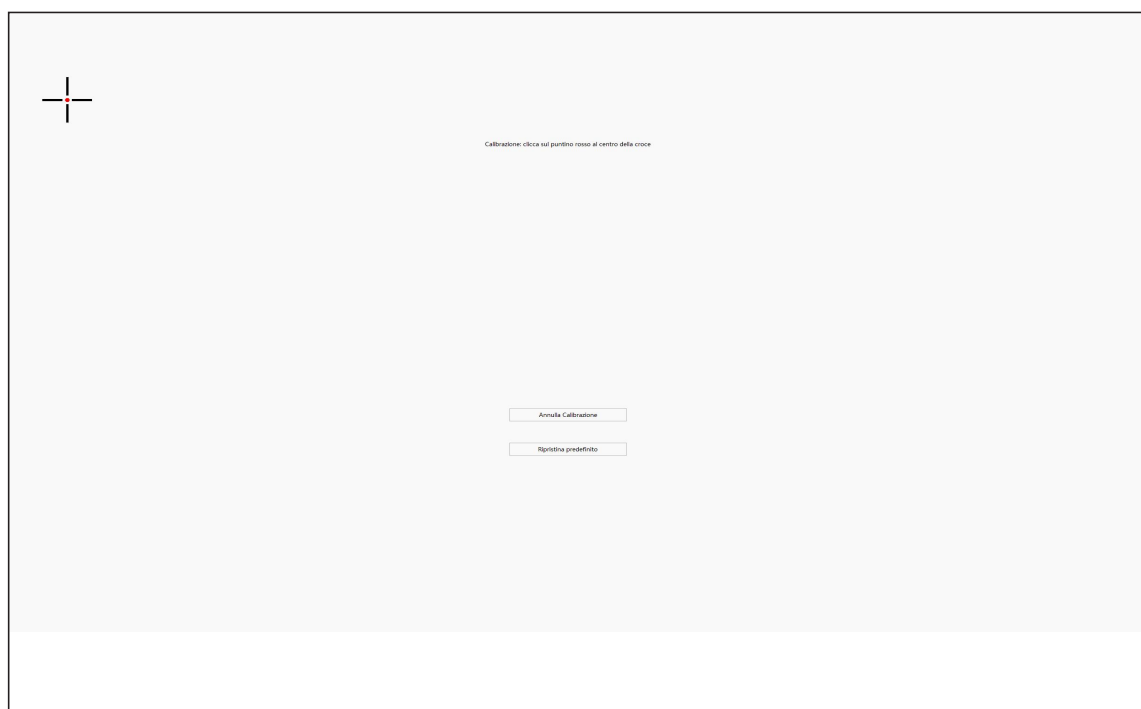 Calibrazione: clicca sul puntino rosso al centro della croce
Annulla Calibrazione
Ripristina predefinito